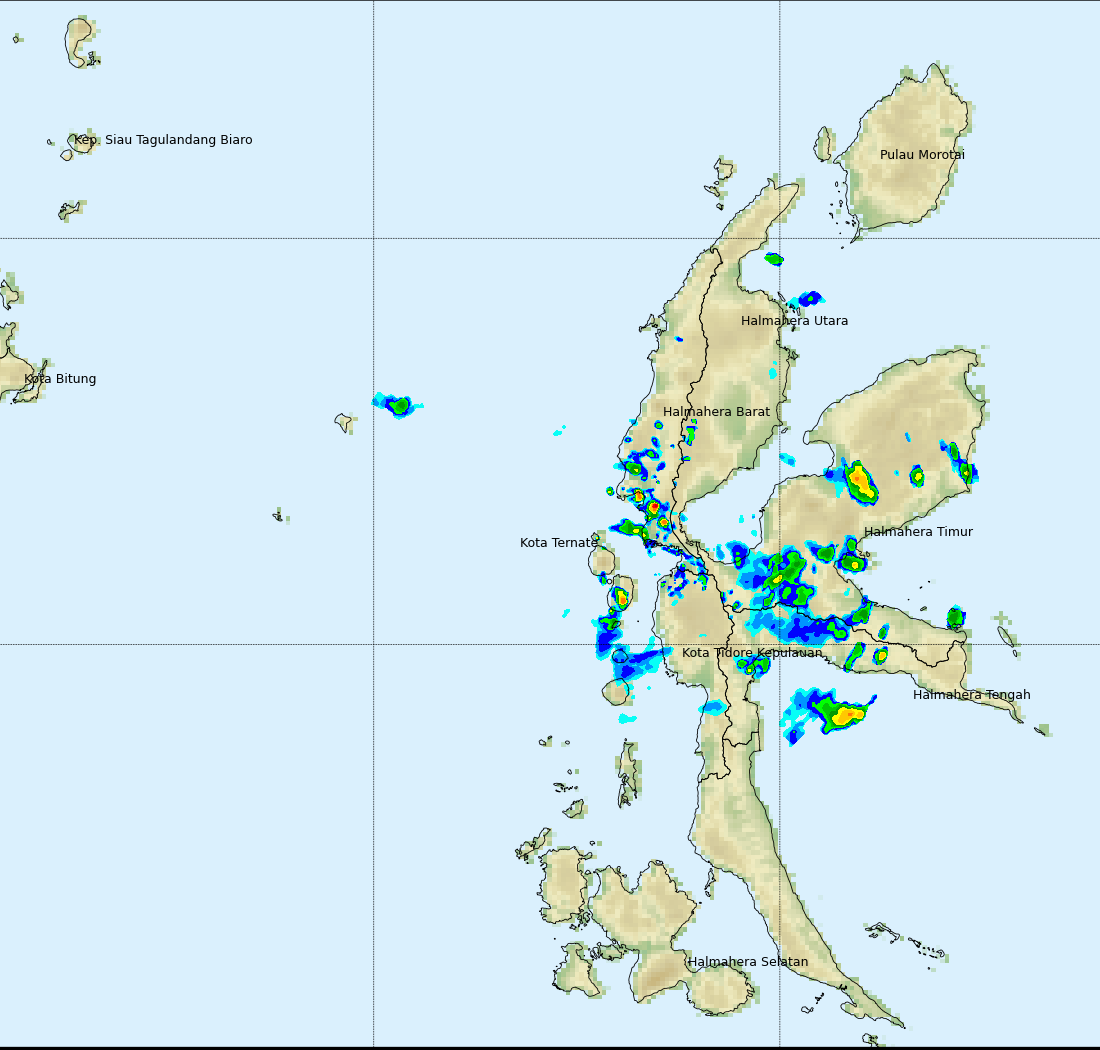 Kep. Siau Tagulandang Biaro
Pulau Morotai
Halmahera Utara
Kota Bitung
Halmahera Barat
Halmahera Timur
Kota Ternate
Kota Tidore Kepulauan
Halmahera Tengah
Halmahera Selatan